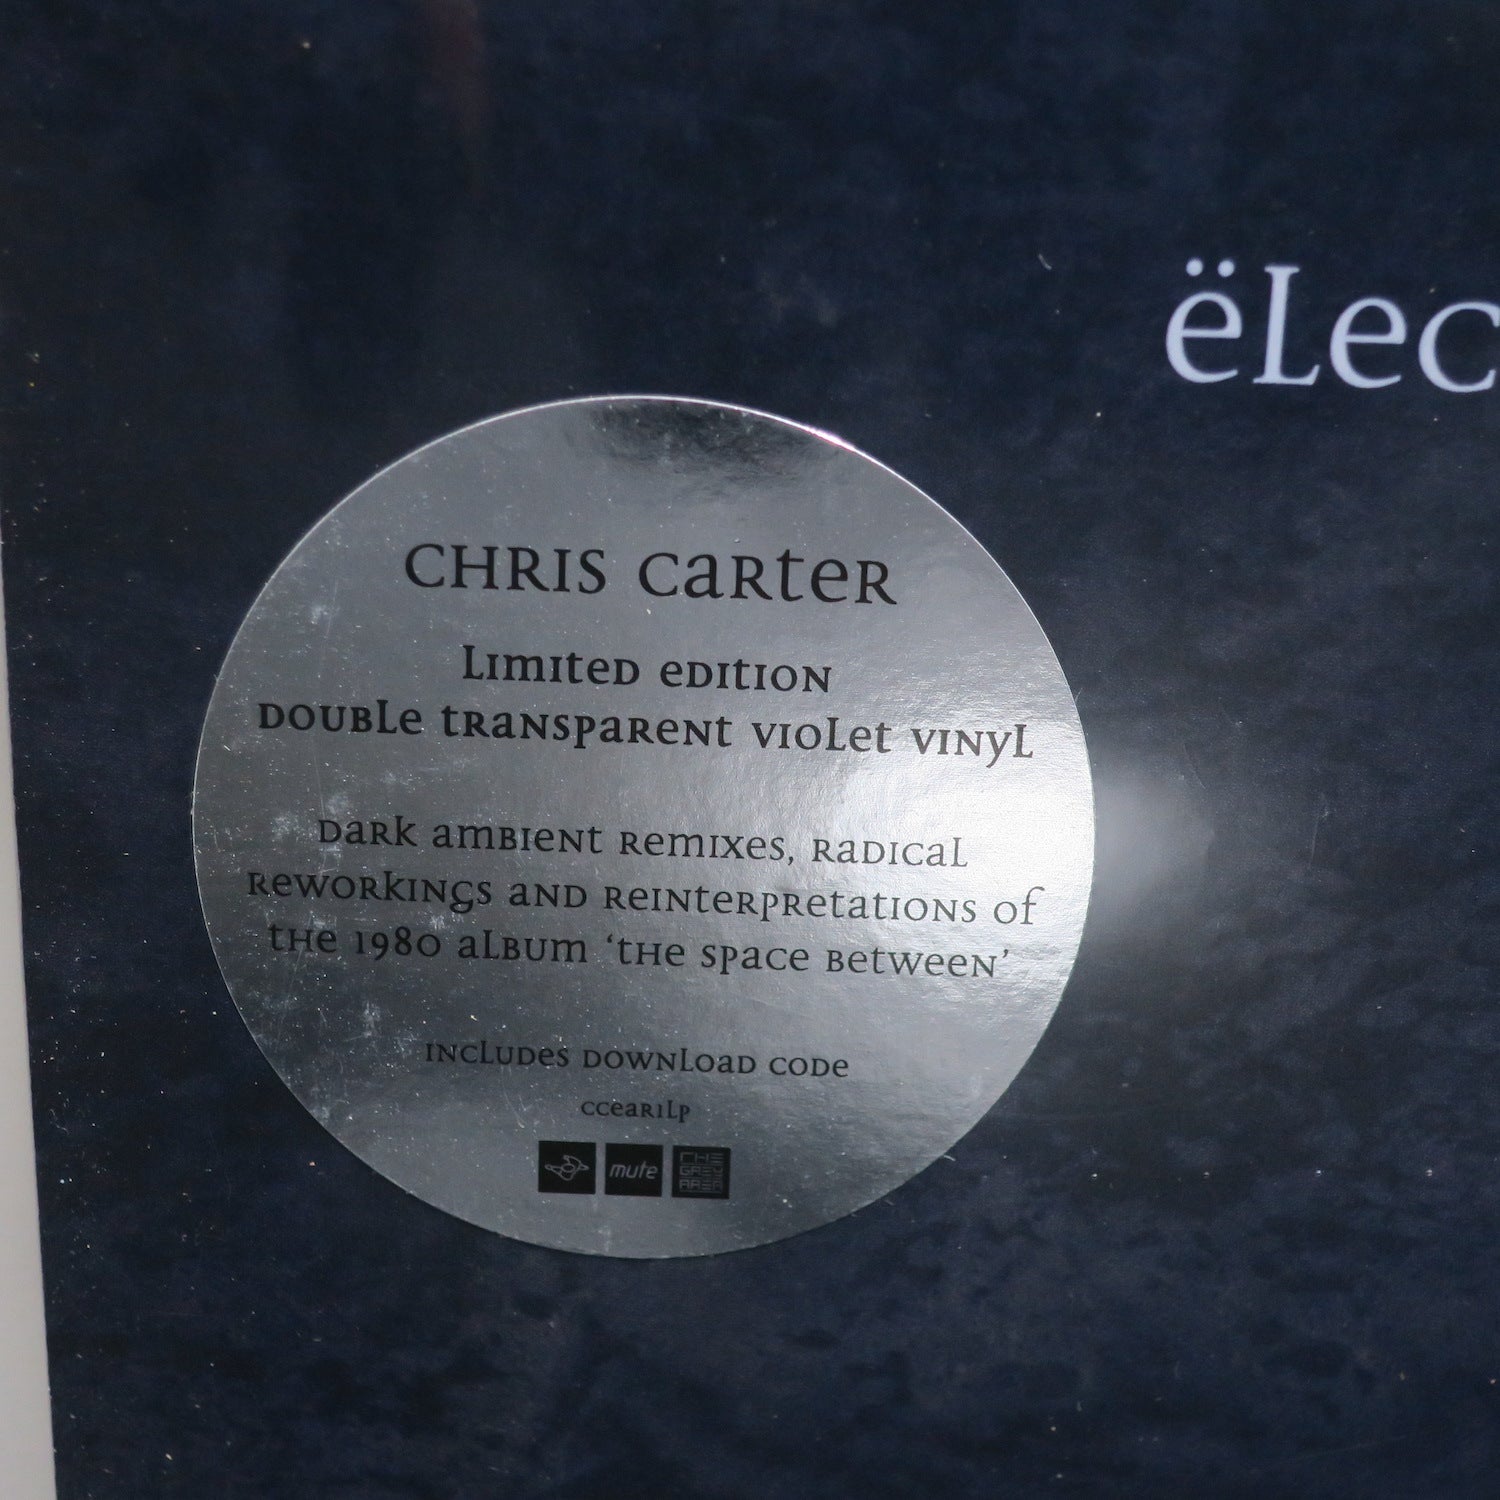 ëLec
CHRIS CARTER
LIMITED EDITION
DOUBLE TRANSPARENT VIOLET VINYL
DARK AMBIENT REMIXES, RADICAL
REWORKINGS AND REINTERPRETATIONS OF
THE 1980 ALBUM ‘THE SPACE BETWEEN’
INCLUDES DOWNLOAD CODE
CCEAR1LP
mute
THE
GREY
AREA